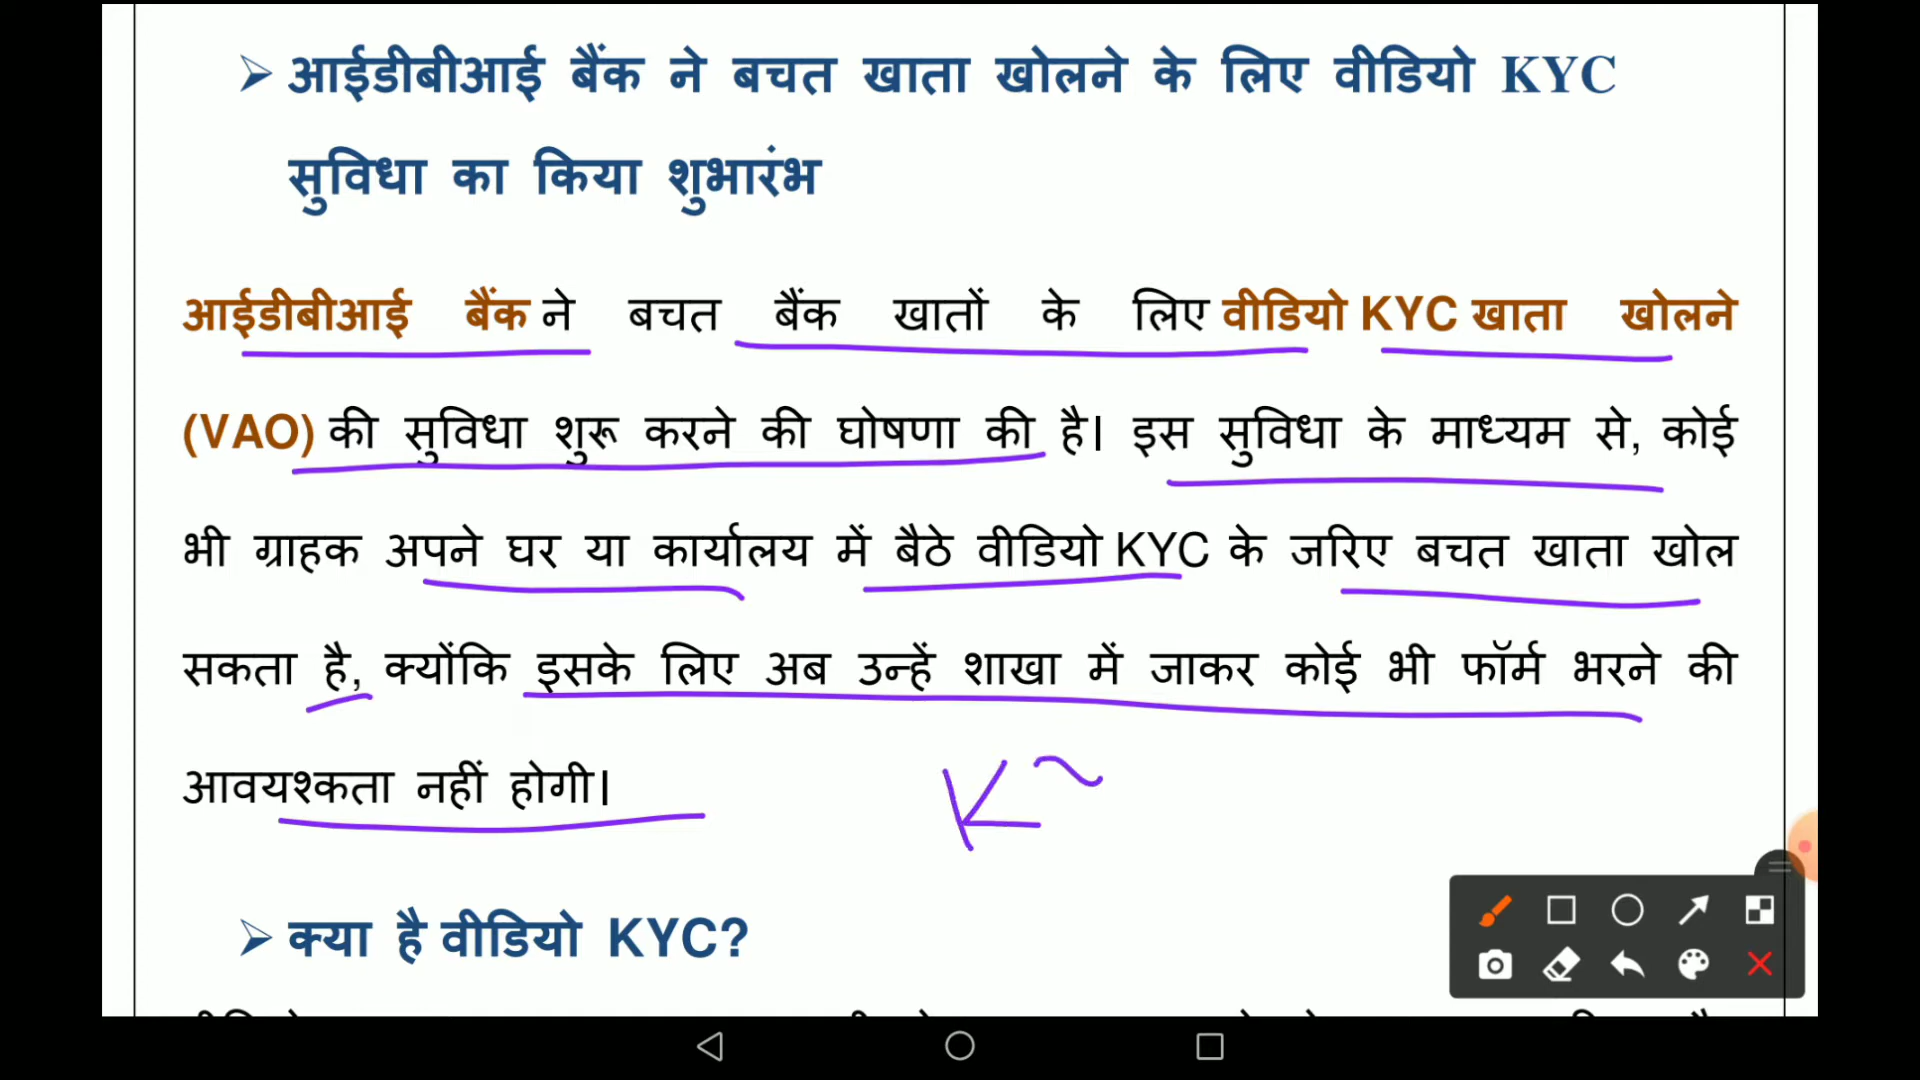 ➢ आईडीबीआई बैंक ने बचत खाता खोलने के लिए वीडियो KYC
सुविधा का किया शुभारंभ
आईडीबीआई बैंक ने बचत बैंक खातों के लिए वीडियो KYC खाता खोलने
(VAO) की सुविधा शुरू करने की घोषणा की है। इस सुविधा के माध्यम से, कोई
भी ग्राहक अपने घर या कार्यालय में बैठे वीडियो KYC के जरिए बचत खाता खोल
सकता है, क्योंकि इसके लिए अब उन्हें शाखा में जाकर कोई भी फॉर्म भरने की
आवयश्कता नहीं होगी।
K
➢ क्या है वीडियो KYC?